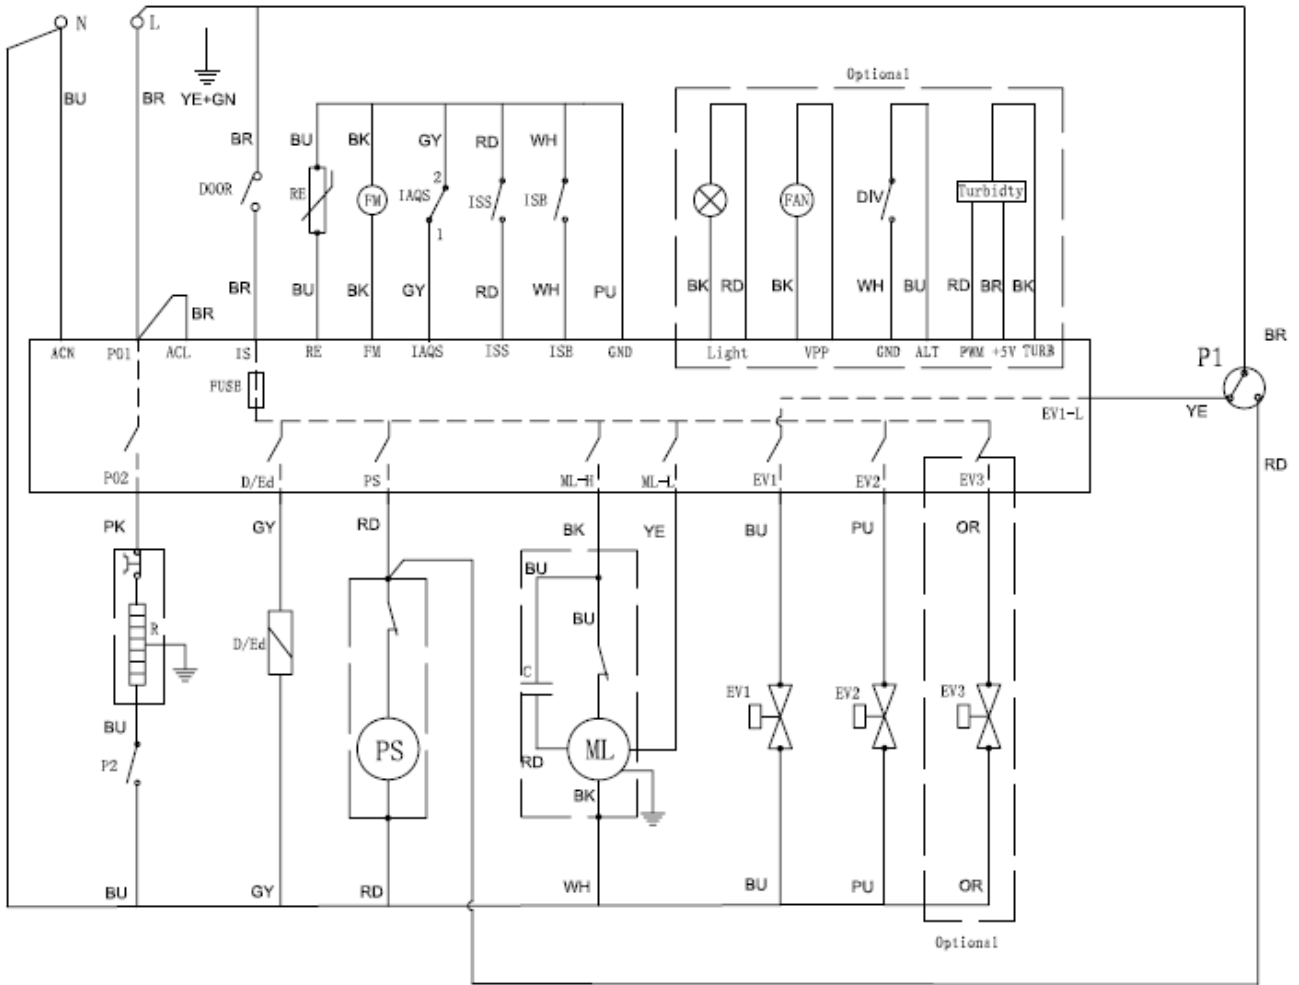 N L
Optional
BU BR YE+GN
BR BU BK GY RD WH
DOOR RE FM IAQS 2 ISS ISB FAN DIV Turbidty
1
BR BU BK GY RD WH PU BK RD BK WH BU RD BR BK
BR
ACN P01 ACL IS RE FM IAQS ISS ISB GND Light VPP GND ALT PWM +5V TURB
BR
P1
FUSB
EV1-L YE
RD
P02 D/Ed PS ML-H ML-L EV1 EV2 EV3
PK GY RD BK YE BU PU OR
BU
BU
R
D/Ed
C
EV1 EV2 EV3
BU
PS ML
P2
RD
BK
BU GY RD WH BU PU OR
Optional